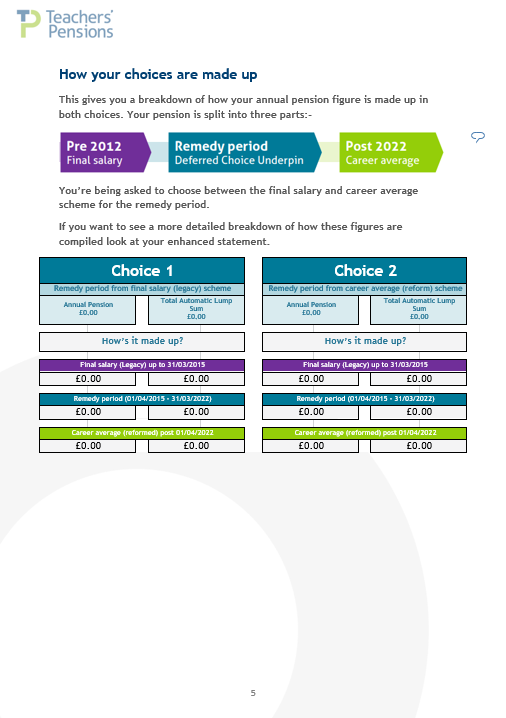 Teachers'
Pensions
How your choices are made up
This gives you a breakdown of how your annual pension figure is made up in
both choices. Your pension is split into three parts:-
Pre 2012
Final salary
Remedy period
Deferred Choice Underpin
Post 2022
Career average
You're being asked to choose between the final salary and career average
scheme for the remedy period.
If you want to see a more detailed breakdown of how these figures are
compiled look at your enhanced statement.
Choice 1
Remedy period from final salary (legacy) scheme
Annual Pension
£0.00
Total Automatic Lump
Sum
£0.00
How's it made up?
Final salary (Legacy) up to 31/03/2015
£0.00 £0.00
Remedy period (01/04/2015 - 31/03/2022)
£0.00 £0.00
Career average (reformed) post 01/04/2022
£0.00 £0.00
Choice 2
Remedy period from career average (reform) scheme
Annual Pension
£0.00
Total Automatic Lump
Sum
£0.00
How's it made up?
Final salary (Legacy) up to 31/03/2015
£0.00 £0.00
Remedy period (01/04/2015 - 31/03/2022)
£0.00 £0.00
Career average (reformed) post 01/04/2022
£0.00 £0.00
5